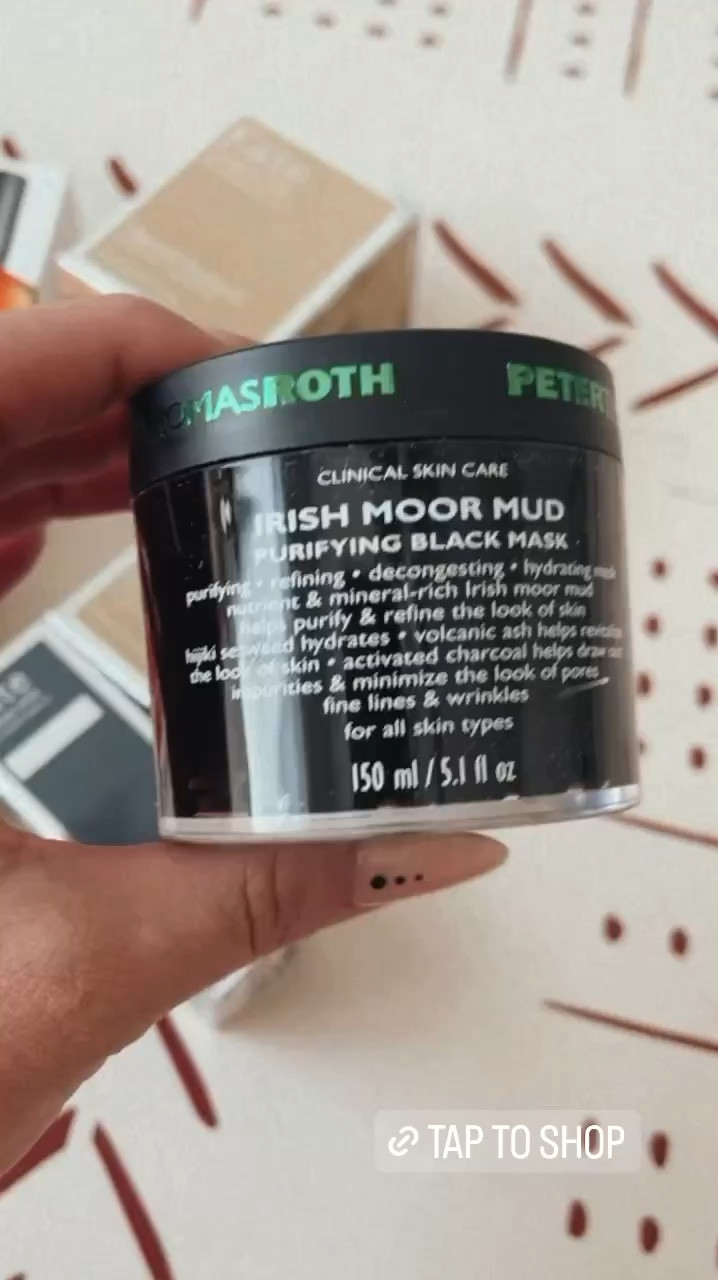 ROTH PETER
CLINICAL SKIN CARE
IRISH MOOR MUD
PURIFYING BLACK MASK
purifying • refining • decongesting • hydrating mask
nutrient & mineral-rich Irish moor mud
helps purify & refine the look of skin
hijiki seaweed hydrates • volcanic ash helps revitalize
the look of skin • activated charcoal helps draw out
impurities & minimize the look of pores,
fine lines & wrinkles
for all skin types
150 ml / 5.1 fl oz
TAP TO SHOP